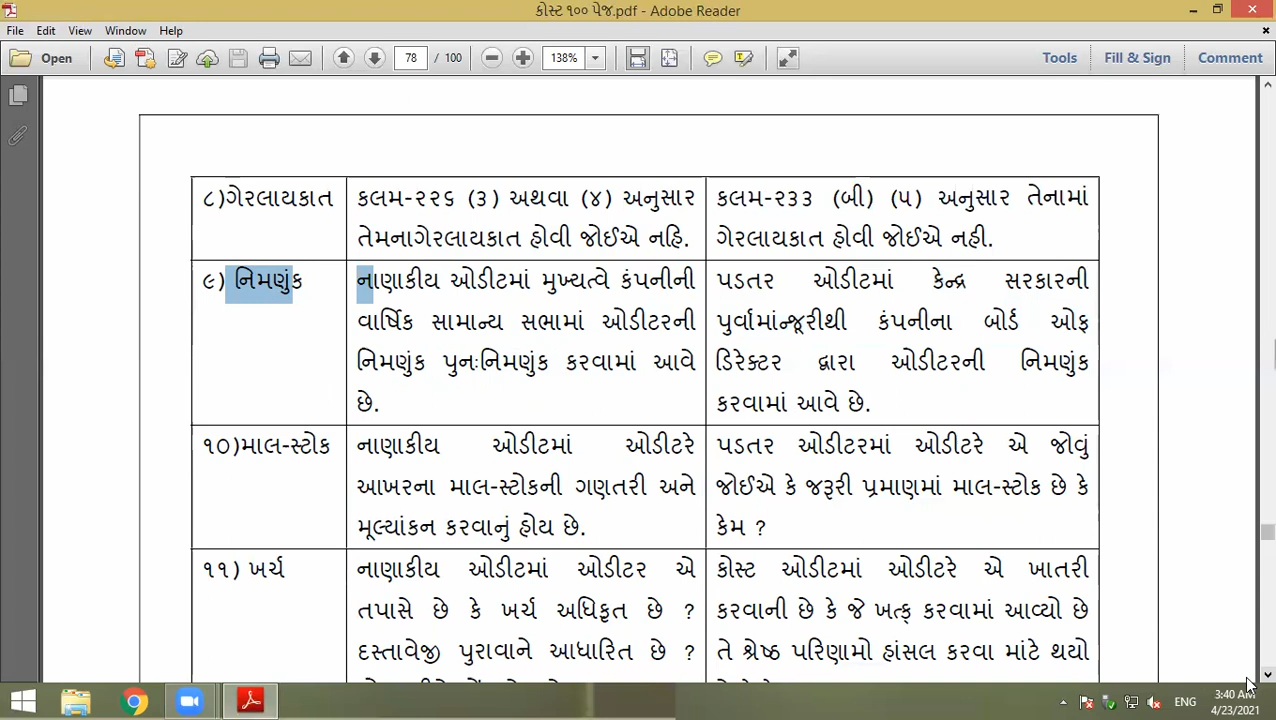 કોસ્ટ ૧૦૦ પેજ.pdf - Adobe Reader
File Edit View Window Help
Open 78 / 100 138% Tools Fill & Sign Comment
૮)ગેરલાયકાત
કલમ-૨૨૬ (૩) અથવા (૪) અનુસાર
તેમનાગેરલાયકાત હોવી જોઈએ નહિ.
કલમ-૨૩૩ (બી) (૫) અનુસાર તેનામાં
ગેરલાયકાત હોવી જોઈએ નહી.
૯) નિમણુંક
નાણાકીય ઓડીટમાં મુખ્યત્વે કંપનીની
વાર્ષિક સામાન્ય સભામાં ઓડીટરની
નિમણુંક પુનઃનિમણુંક કરવામાં આવે
છે.
પડતર ઓડીટમાં કેન્દ્ર સરકારની
પુર્વામાંન્જૂરીથી કંપનીના બોર્ડ ઓફ
ડિરેક્ટર દ્વારા ઓડીટરની નિમણુંક
કરવામાં આવે છે.
૧૦)માલ-સ્ટોક
નાણાકીય ઓડીટમાં ઓડીટરે
આખરના માલ-સ્ટોકની ગણતરી અને
મૂલ્યાંકન કરવાનું હોય છે.
પડતર ઓડીટરમાં ઓડીટરે એ જોવું
જોઈએ કે જરૂરી પ્રમાણમાં માલ-સ્ટોક છે કે
કેમ ?
૧૧) ખર્ચ
નાણાકીય ઓડીટમાં ઓડીટર એ
તપાસે છે કે ખર્ચ અધિકૃત છે ?
દસ્તાવેજી પુરાવાને આધારિત છે ?
કોસ્ટ ઓડીટમાં ઓડીટરે એ ખાતરી
કરવાની છે કે જે ખત્ક્ કરવામાં આવ્યો છે
તે શ્રેષ્ઠ પરિણામો હાંસલ કરવા માંટે થયો
ENG
3:40 AM
4/23/2021